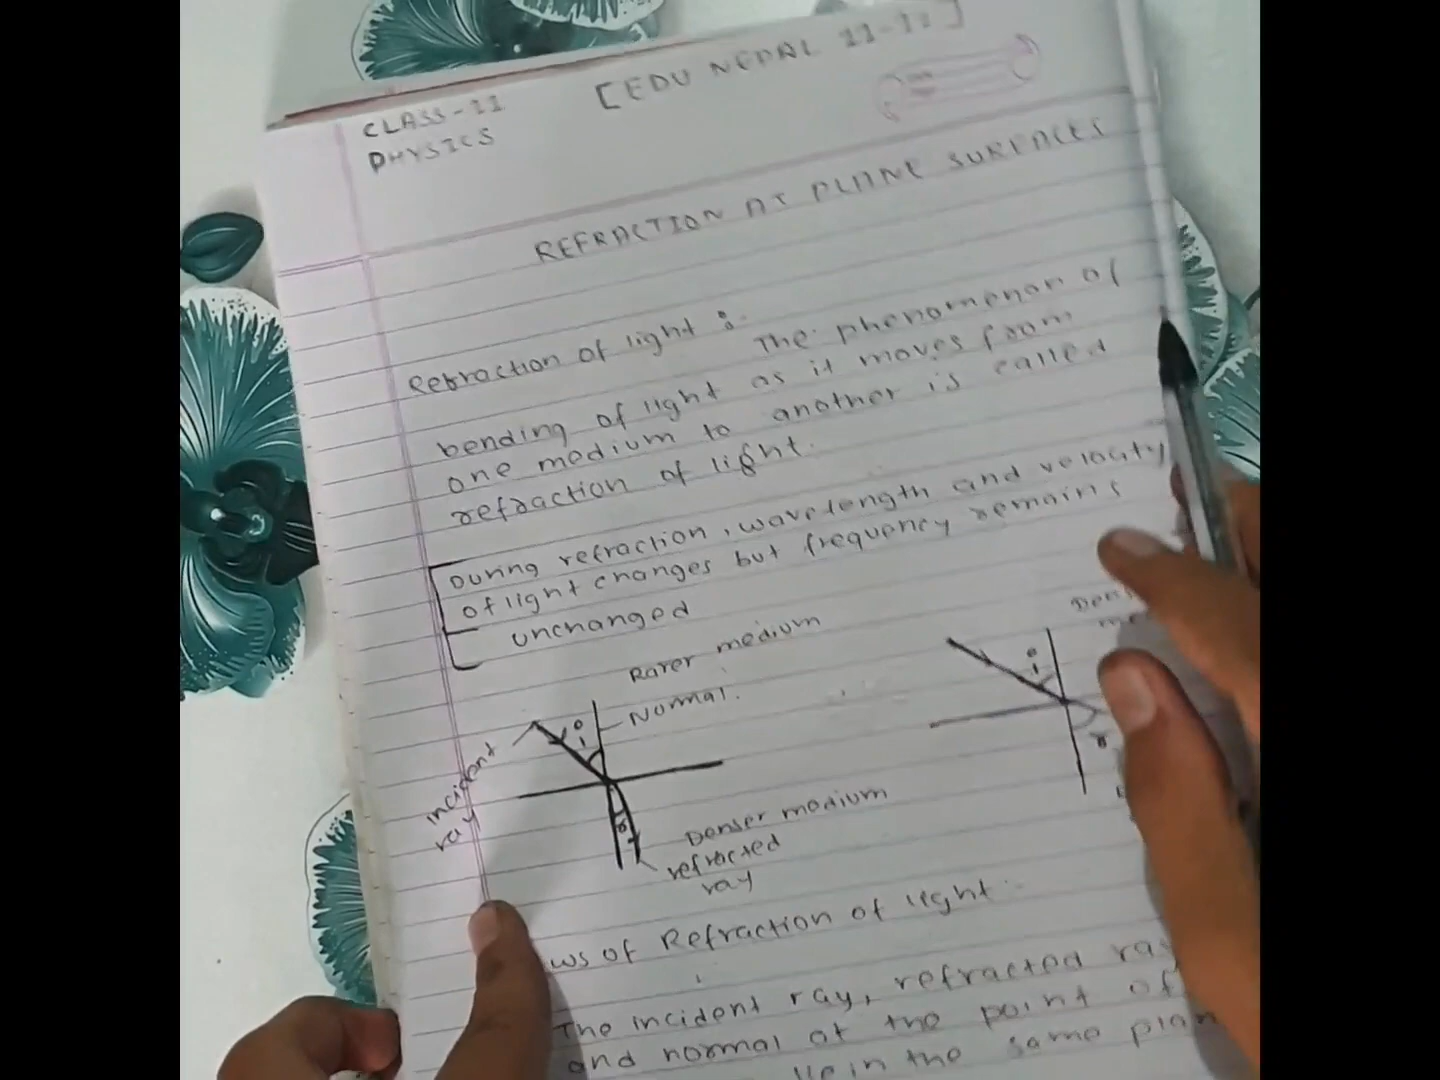 [EDU NEPAL 11-12]
CLASS-11
PHYSICS
REFRACTION AT PLANE SURFACES
Refraction of light :
The phenomenon of
bending of light as it moves from
one medium to another is called
refraction of light.
During refraction, wavelength and velocity
of light changes but frequency remains
unchanged
Rarer medium
Normal.
i
incident
ray
r
Denser medium
refracted
ray
i
r
ws of Refraction of light
The incident ray, refracted ray
and normal at the point of
lie in the same plan